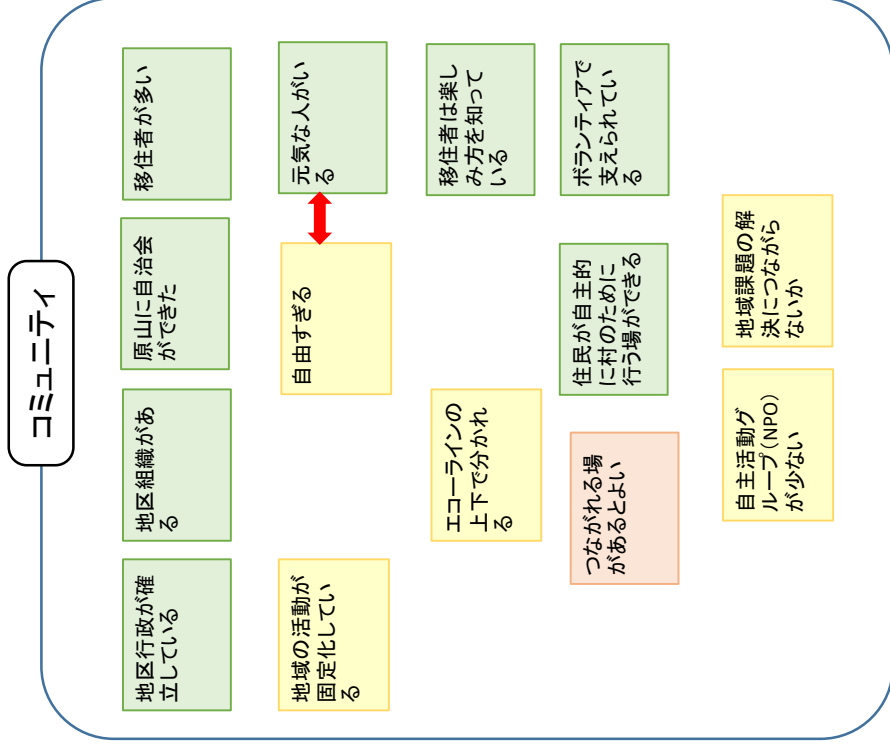 コミュニティ
地区行政が確
立している
地区組織があ
る
原山に自治会
ができた
移住者が多い
地域の活動が
固定化してい
る
自由すぎる
元気な人がい
る
エコーラインの
上下で分かれ
る
移住者は楽し
み方を知って
いる
つながれる場
があるとよい
住民が自主的
に村のために
行う場ができる
ボランティアで
支えられてい
る
自主活動グ
ループ(NPO)
が少ない
地域課題の解
決につながら
ないか